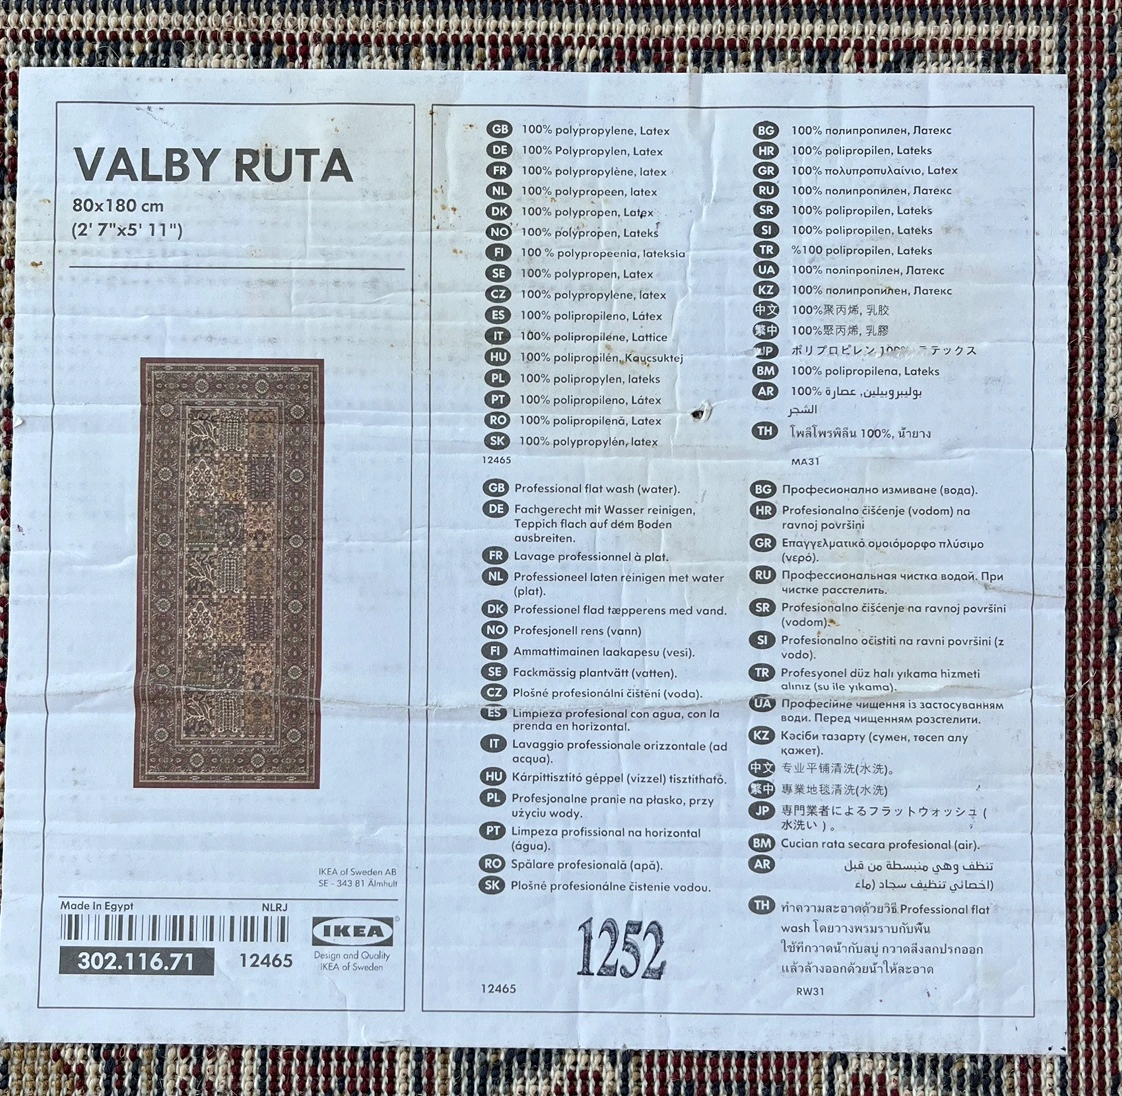 VALBY RUTA
80x180 cm
(2' 7"x5' 11")
IKEA of Sweden AB
SE - 343 81 Älmhult
Made In Egypt NLRJ
302.116.71 12465
IKEA®
Design and Quality
IKEA of Sweden
GB 100% polypropylene, Latex
DE 100% Polypropylen, Latex
FR 100% polypropylène, latex
NL 100% polypropeen, latex
DK 100% polypropen, Latex
NO 100% polypropen, Lateks
FI 100 % polypropeenia, lateksia
SE 100% polypropen, Latex
CZ 100% polypropylene, latex
ES 100% polipropileno, Látex
IT 100% polipropilene, Lattice
HU 100% polipropilén, Kaucsuktej
PL 100% polipropylen, lateks
PT 100% polipropileno, Látex
RO 100% polipropilenă, Latex
SK 100% polypropylén, latex
12465
BG 100% полипропилен, Латекс
HR 100% polipropilen, Lateks
GR 100% πολυπροπυλαίνιο, Latex
RU 100% полипропилен, Латекс
SR 100% polipropilen, Lateks
SI 100% polipropilen, Lateks
TR %100 polipropilen, Lateks
UA 100% поліпропілен, Латекс
KZ 100% полипропилен, Латекс
中文 100%聚丙烯, 乳胶
繁中 100%聚丙烯, 乳膠
JP ポリプロピレン 100% テックス
BM 100% polipropilena, Lateks
AR 100% بوليبروبيلين, عصارة
الشجر
TH โพลีโพรพิลีน 100%, น้ำยาง
MA31
GB Professional flat wash (water).
DE Fachgerecht mit Wasser reinigen,
Teppich flach auf dem Boden
ausbreiten.
FR Lavage professionnel à plat.
NL Professioneel laten reinigen met water
(plat).
DK Professionel flad tæpperens med vand.
NO Profesjonell rens (vann)
FI Ammattimainen laakapesu (vesi).
SE Fackmässig plantvätt (vatten).
CZ Plošné profesionální čištění (voda).
ES Limpieza profesional con agua, con la
prenda en horizontal.
IT Lavaggio professionale orizzontale (ad
acqua).
HU Kárpittisztító géppel (vízzel) tisztítható.
PL Profesjonalne pranie na płasko, przy
użyciu wody.
PT Limpeza profissional na horizontal
(água).
RO Spălare profesională (apă).
SK Plošné profesionálne čistenie vodou.
1252
12465
BG Професионално измиване (вода).
HR Profesionalno čišćenje (vodom) na
ravnoj površini
GR Επαγγελματικό ομοιόμορφο πλύσιμο
(νερό).
RU Профессиональная чистка водой. При
чистке расстелить.
SR Profesionalno čišćenje na ravnoj površini
(vodom).
SI Profesionalno očistiti na ravni površini (z
vodo).
TR Profesyonel düz halı yıkama hizmeti
alınız (su ile yıkama).
UA Професійне чищення із застосуванням
води. Перед чищенням розстелити.
KZ Кәсіби тазарту (сумен, төсеп алу
қажет).
中文 专业平铺清洗(水洗)。
繁中 專業地毯清洗(水洗)
JP 専門業者によるフラットウォッシュ (
水洗い ) 。
BM Cucian rata secara profesional (air).
AR تنظف وهي منبسطة من قبل
(اخصائي تنظيف سجاد (ماء
TH ทำความสะอาดด้วยวิธี Professional flat
wash โดยวางพรมราบกับพื้น
ใช้ที่กวาดน้ำกับสบู่ กวาดสิ่งสกปรกออก
แล้วล้างออกด้วยน้ำให้สะอาด
RW31